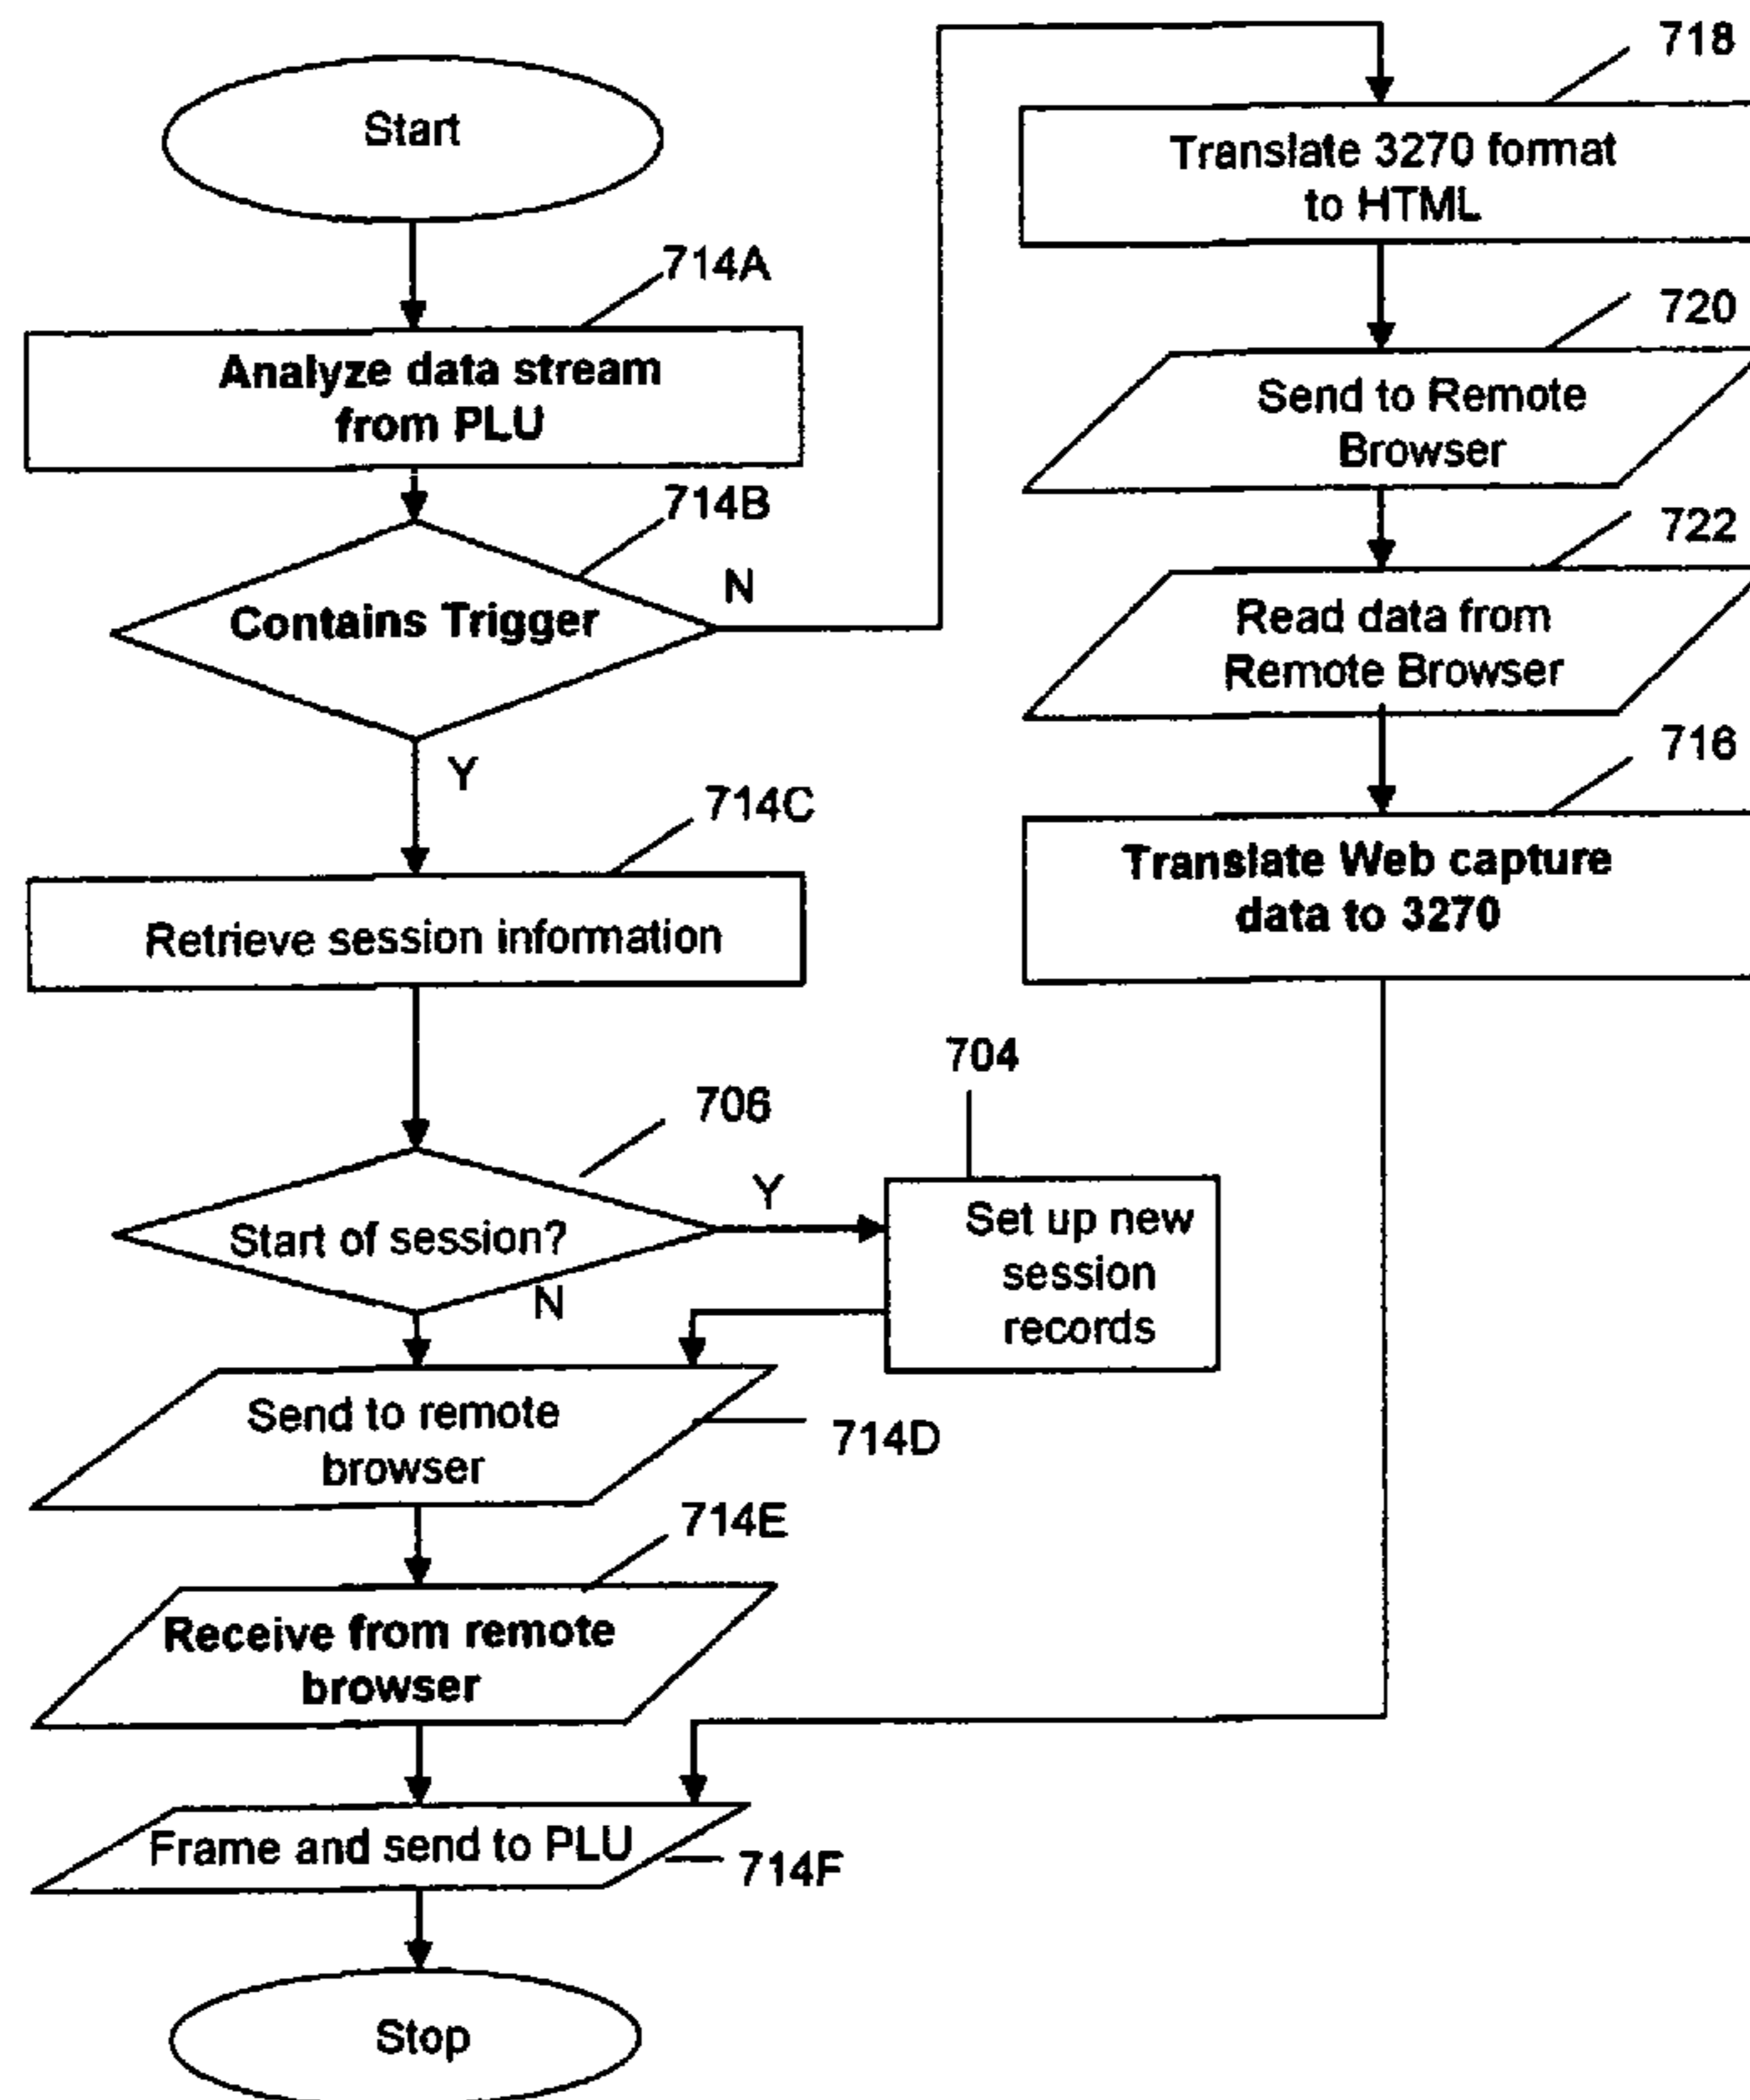 Start
714A
Analyze data stream
from PLU
714B
Contains Trigger
N
Y
714C
Retrieve session information
706
Start of session?
Y
N
704
Set up new
session
records
Send to remote
browser
714D
714E
Receive from remote
browser
Frame and send to PLU
714F
Stop
718
Translate 3270 format
to HTML
720
Send to Remote
Browser
722
Read data from
Remote Browser
716
Translate Web capture
data to 3270